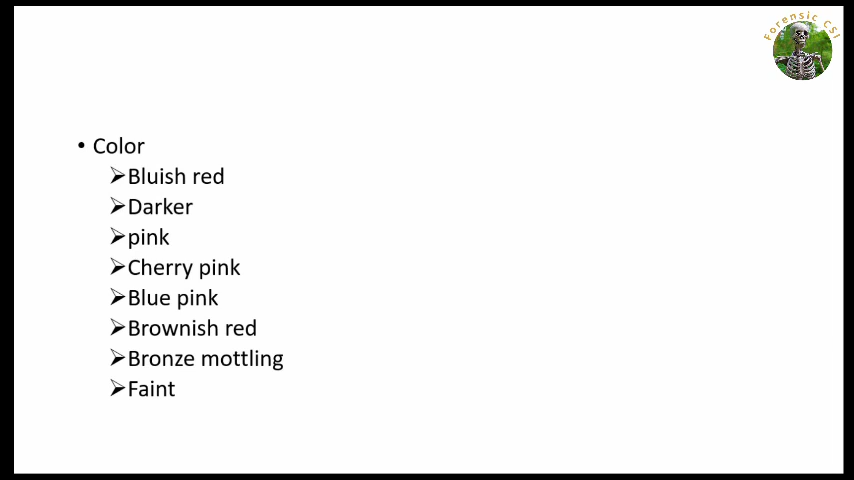 Forensic CSI
• Color
➢Bluish red
➢Darker
➢pink
➢Cherry pink
➢Blue pink
➢Brownish red
➢Bronze mottling
➢Faint